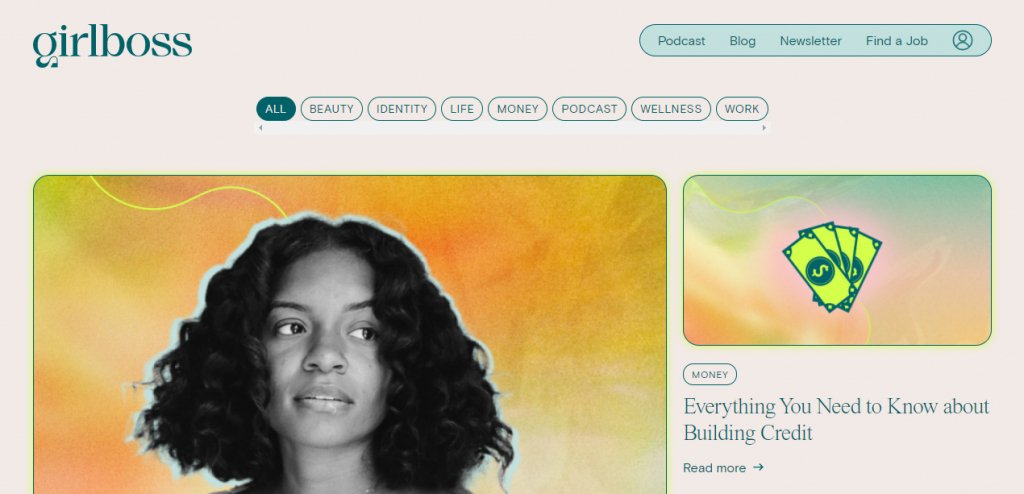 girlboss
Podcast Blog Newsletter Find a Job
ALL BEAUTY IDENTITY LIFE MONEY PODCAST WELLNESS WORK
MONEY
Everything You Need to Know about
Building Credit
Read more →